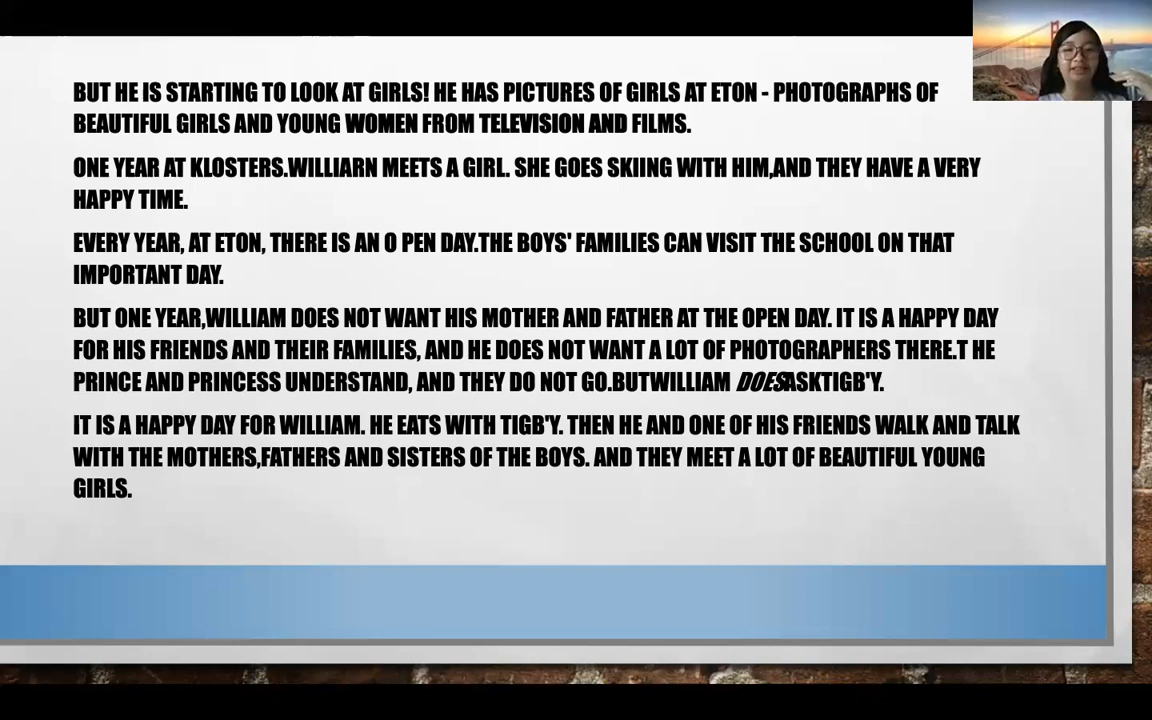 BUT HE IS STARTING TO LOOK AT GIRLS! HE HAS PICTURES OF GIRLS AT ETON - PHOTOGRAPHS OF
BEAUTIFUL GIRLS AND YOUNG WOMEN FROM TELEVISION AND FILMS.
ONE YEAR AT KLOSTERS.WILLIARN MEETS A GIRL. SHE GOES SKIING WITH HIM,AND THEY HAVE A VERY
HAPPY TIME.
EVERY YEAR, AT ETON, THERE IS AN O PEN DAY.THE BOYS' FAMILIES CAN VISIT THE SCHOOL ON THAT
IMPORTANT DAY.
BUT ONE YEAR,WILLIAM DOES NOT WANT HIS MOTHER AND FATHER AT THE OPEN DAY. IT IS A HAPPY DAY
FOR HIS FRIENDS AND THEIR FAMILIES, AND HE DOES NOT WANT A LOT OF PHOTOGRAPHERS THERE.T HE
PRINCE AND PRINCESS UNDERSTAND, AND THEY DO NOT GO.BUTWILLIAM DOESASKTIGB'Y.
IT IS A HAPPY DAY FOR WILLIAM. HE EATS WITH TIGB'Y. THEN HE AND ONE OF HIS FRIENDS WALK AND TALK
WITH THE MOTHERS,FATHERS AND SISTERS OF THE BOYS. AND THEY MEET A LOT OF BEAUTIFUL YOUNG
GIRLS.